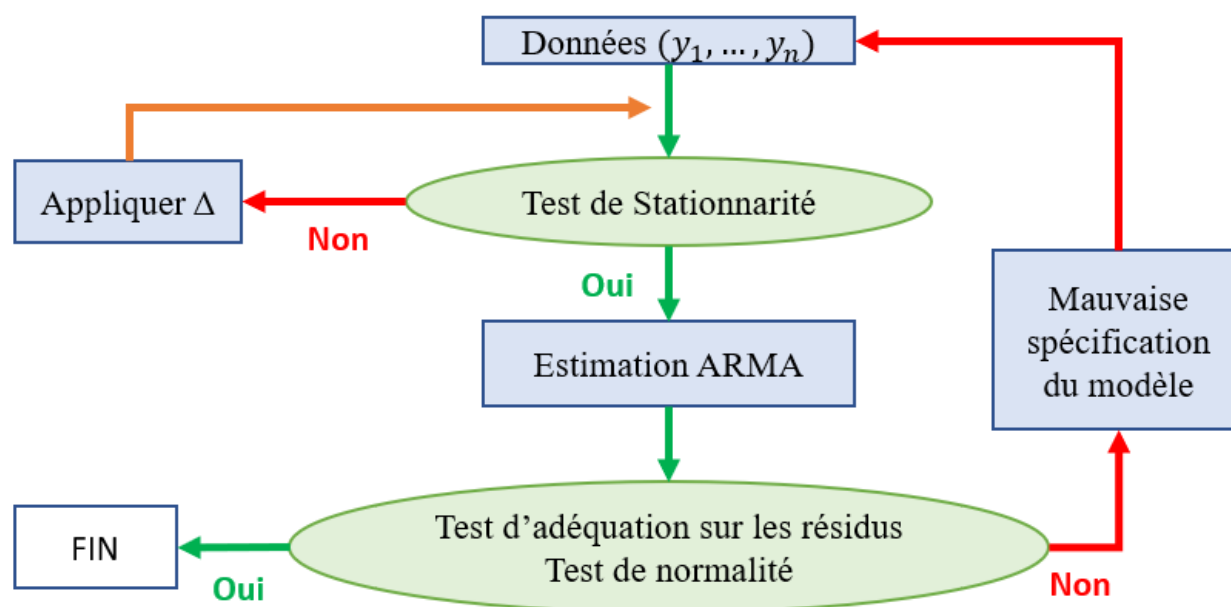 Données (y₁, … , yₙ)
Appliquer Δ
Test de Stationnarité
Non
Oui
Mauvaise
spécification
du modèle
Estimation ARMA
Test d’adéquation sur les résidus
Test de normalité
FIN
Oui
Non